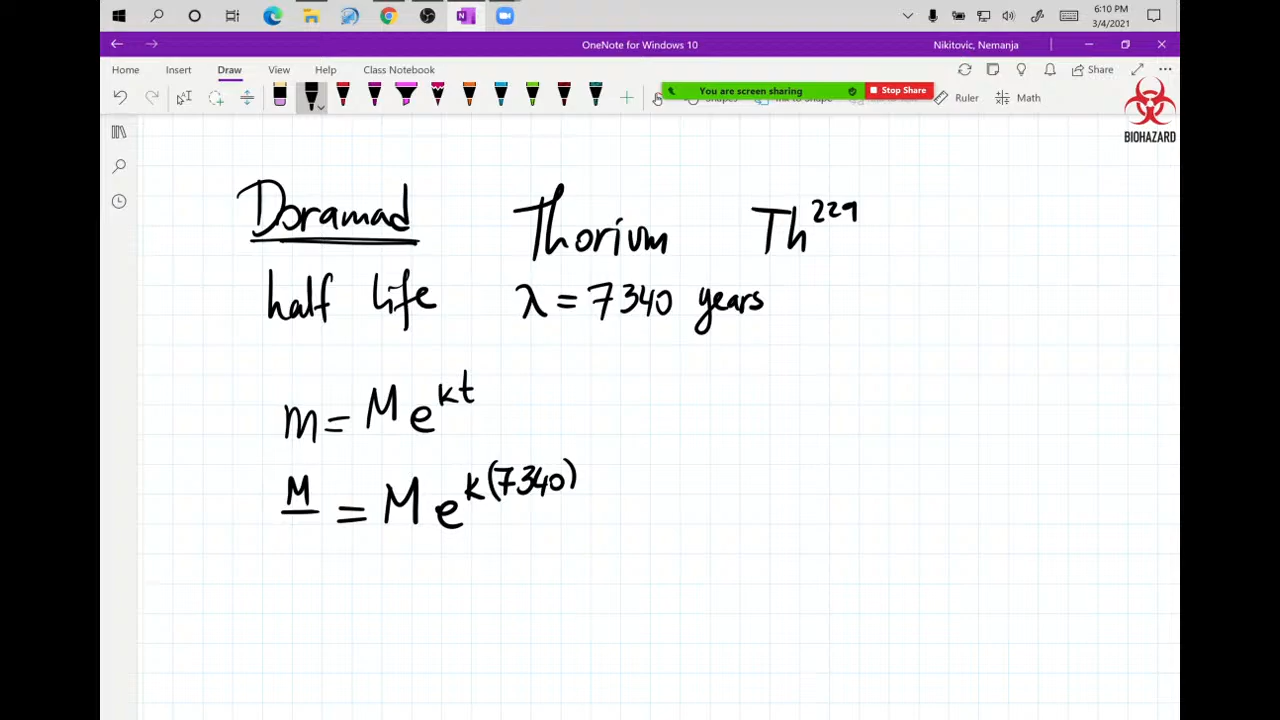 6:10 PM
3/4/2021
OneNote for Windows 10
Nikitovic, Nemanja
Home Insert Draw View Help Class Notebook
Share
You are screen sharing
Stop Share
Ruler
Math
BIOHAZARD
Doramad Thorium Th²²⁹
half life λ = 7340 years
m = M e^kt
M = M e^k(7340)